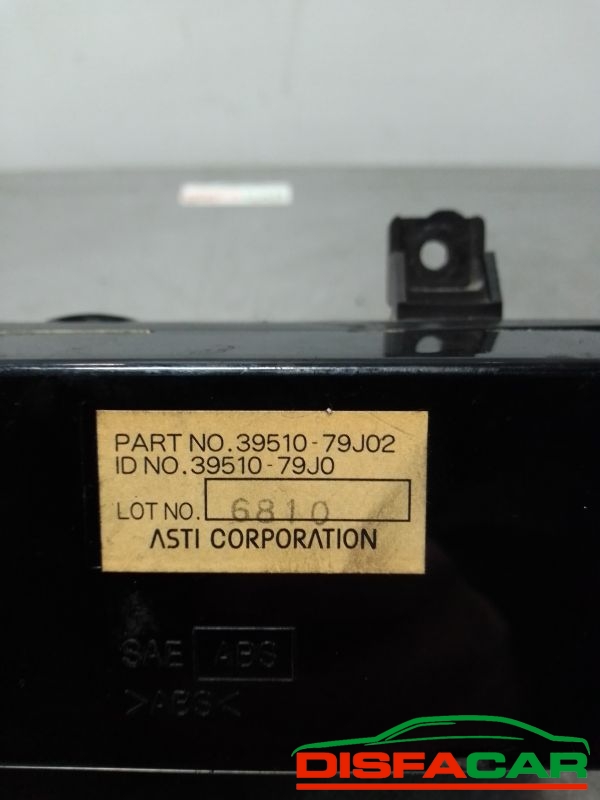 PART NO.39510-79J02
ID NO.39510-79J0
LOT NO. 6810
ASTI CORPORATION
SAE ABS
>ABS<
DISFACAR